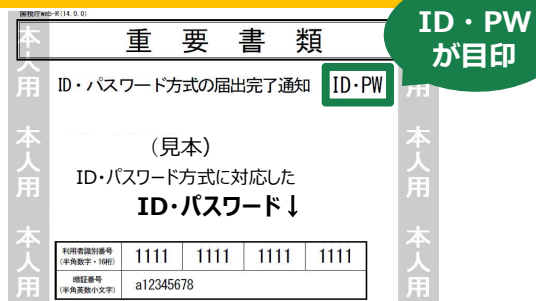 国税庁web-R(14.0.0)
ID・PW
が目印
重要書類
ID・パスワード方式の届出完了通知 ID・PW
(見本)
ID・パスワード方式に対応した
ID・パスワード↓
利用者識別番号
(半角数字・16桁)
1111 1111 1111 1111
暗証番号
(半角英数小文字)
a12345678
本人用
本人用
本人用
本人用
本人用
本人用